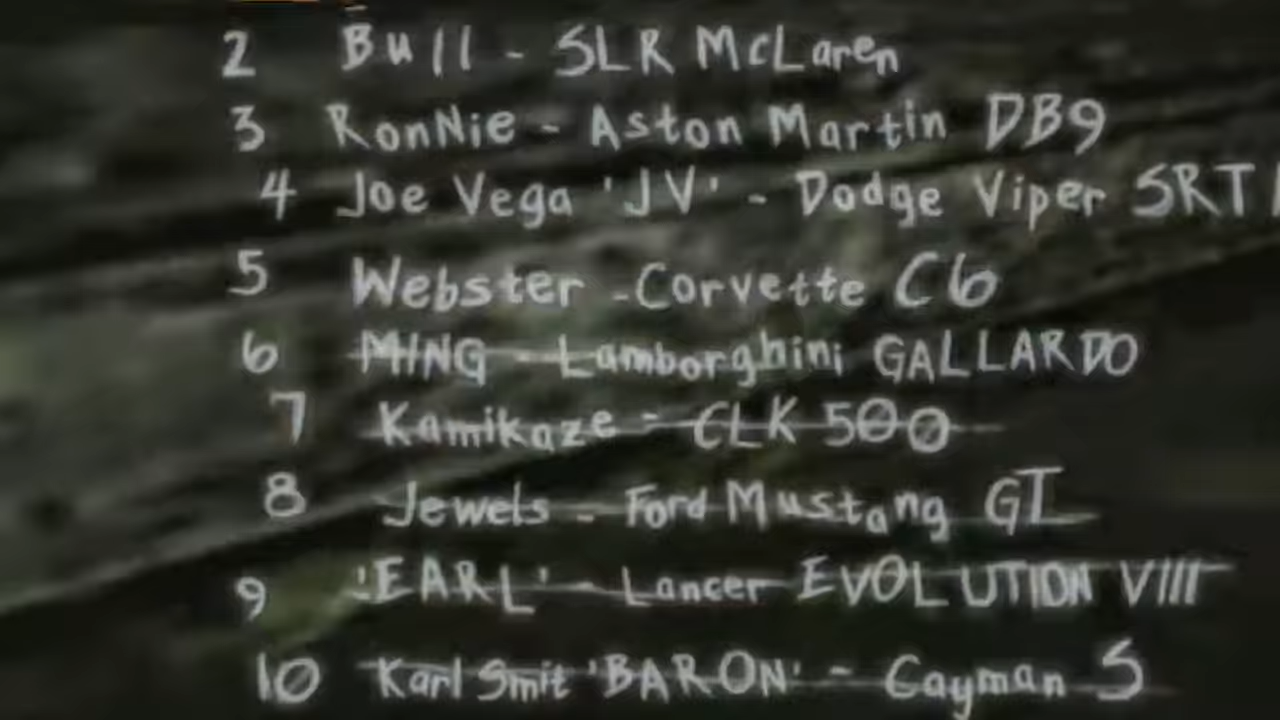 2 Bull - SLR McLaren
3 RonNie - Aston Martin DB9
4 Joe Vega 'JV' - Dodge Viper SRT
5 Webster - Corvette C6
6 MING - Lamborghini GALLARDO
7 Kamikaze - CLK 500
8 Jewels - Ford Mustang GT
9 'EARL' - Lancer EVOLUTION VIII
10 Karl Smit 'BARON' - Cayman S